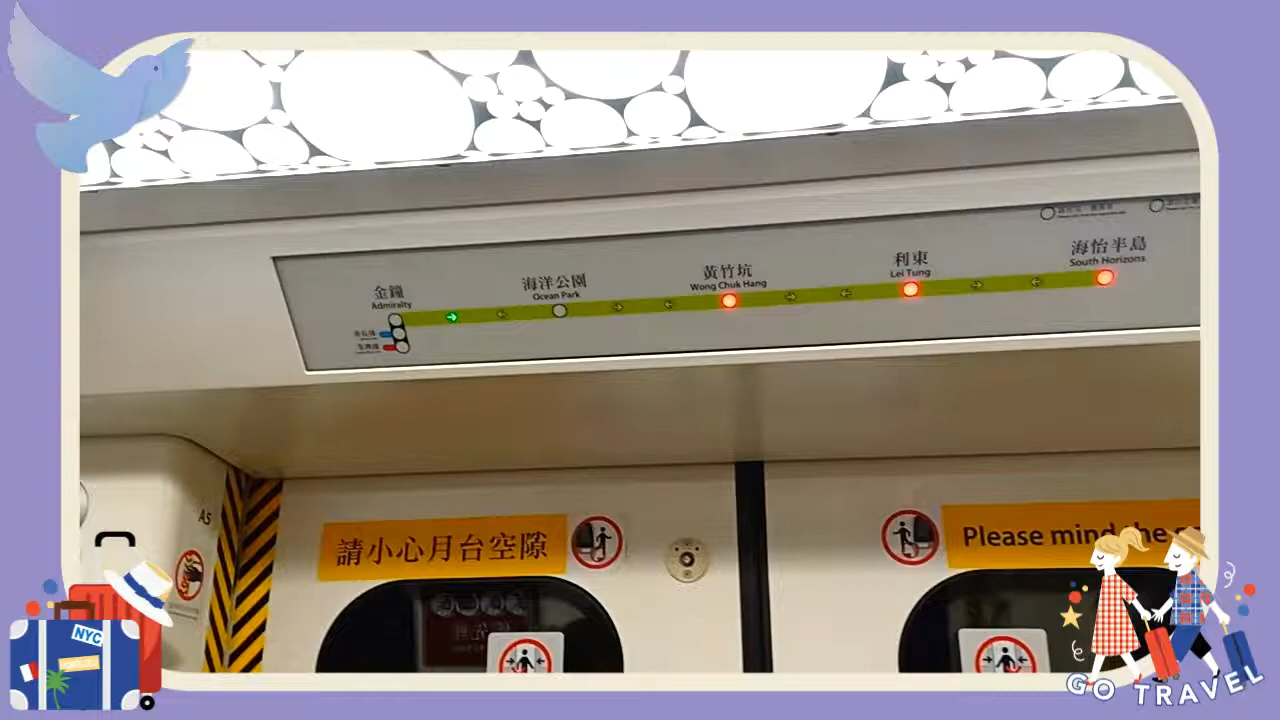 海怡半島
South Horizons
利東
Lei Tung
黃竹坑
Wong Chuk Hang
海洋公園
Ocean Park
金鐘
Admiralty
A5
請小心月台空隙
Please mind the
NYC
GO TRAVEL